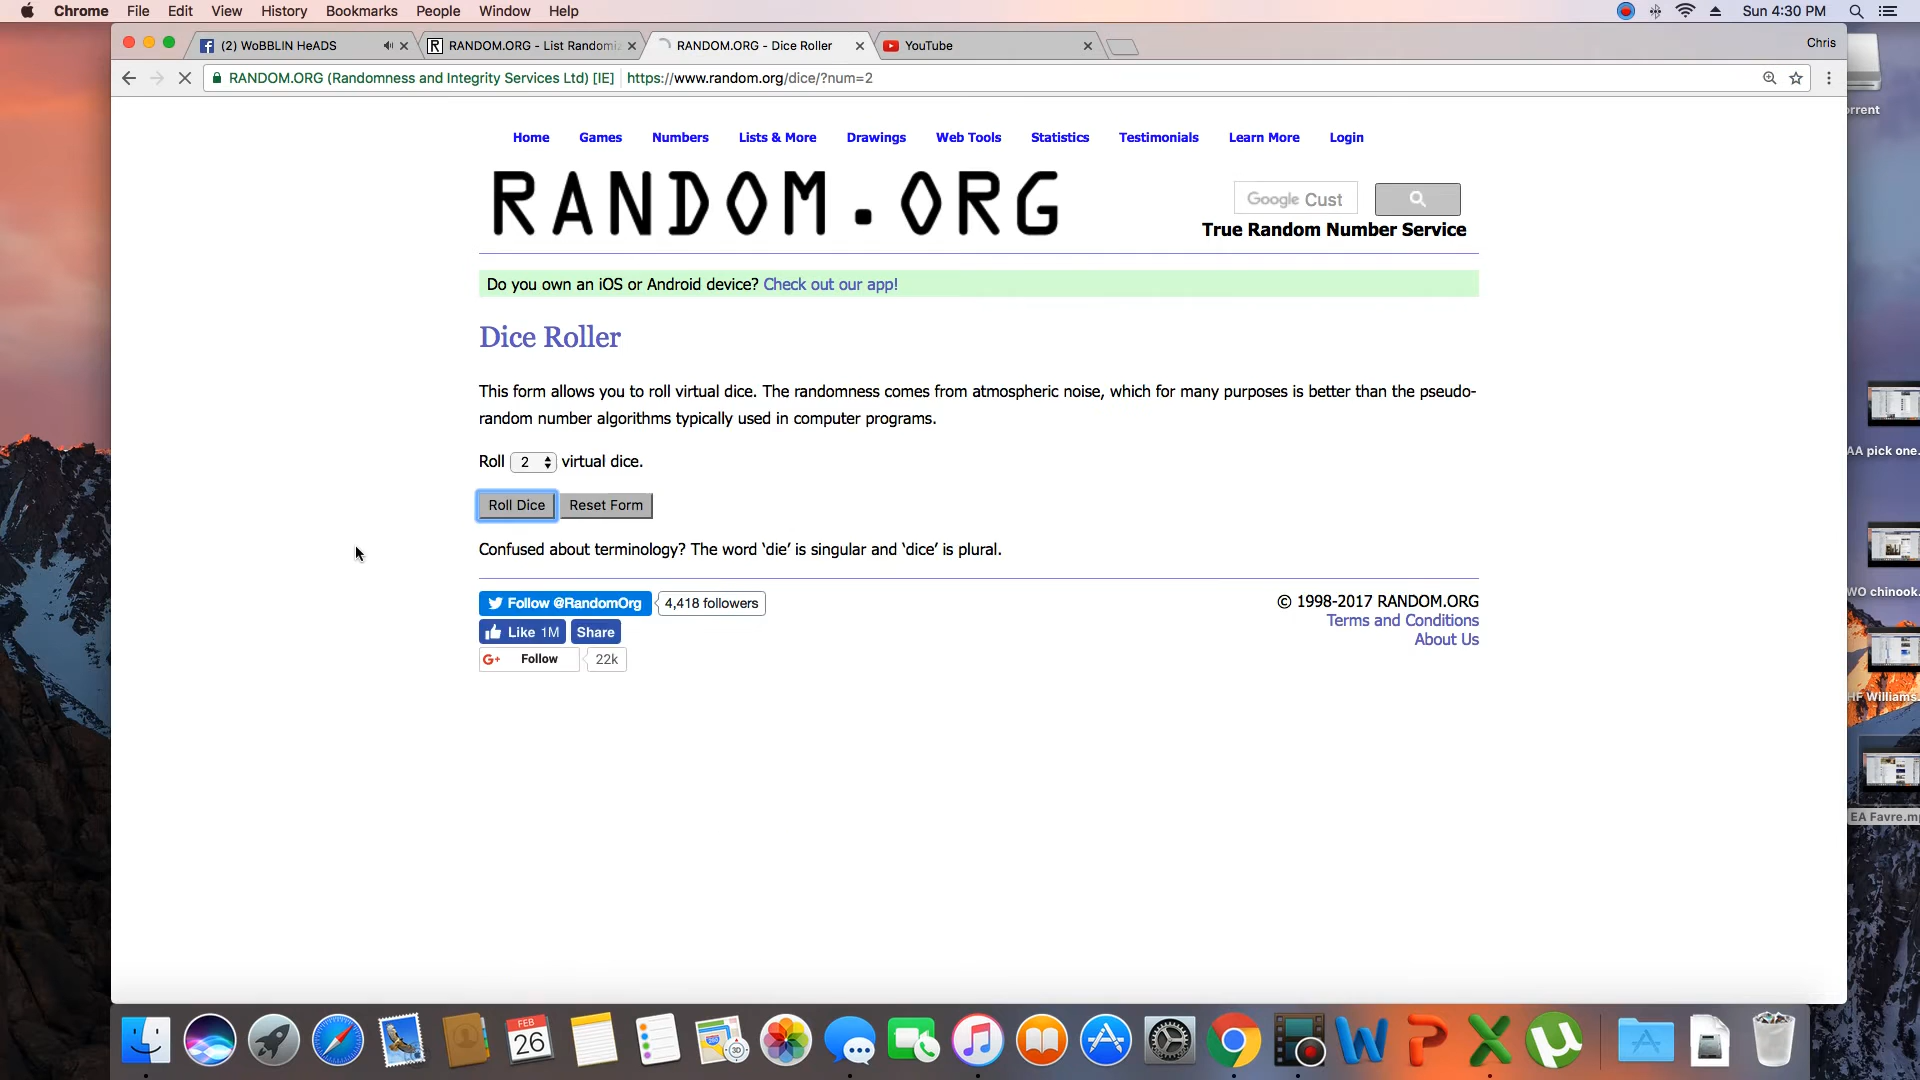 Chrome File Edit View History Bookmarks People Window Help Sun 4:30 PM
(2) WoBBLIN HeADS RANDOM.ORG - List Randomi RANDOM.ORG - Dice Roller YouTube Chris
RANDOM.ORG (Randomness and Integrity Services Ltd) [IE] https://www.random.org/dice/?num=2
Home Games Numbers Lists & More Drawings Web Tools Statistics Testimonials Learn More Login
RANDOM.ORG
Google Cust
True Random Number Service
Do you own an iOS or Android device? Check out our app!
Dice Roller
This form allows you to roll virtual dice. The randomness comes from atmospheric noise, which for many purposes is better than the pseudo-
random number algorithms typically used in computer programs.
Roll 2 virtual dice.
Roll Dice Reset Form
Confused about terminology? The word ‘die’ is singular and ‘dice’ is plural.
Follow @RandomOrg 4,418 followers
Like 1M Share
G+ Follow 22k
© 1998-2017 RANDOM.ORG
Terms and Conditions
About Us
orrent
AA pick one.
WO chinook.
HF Williams.
EA Favre.m
FEB
26